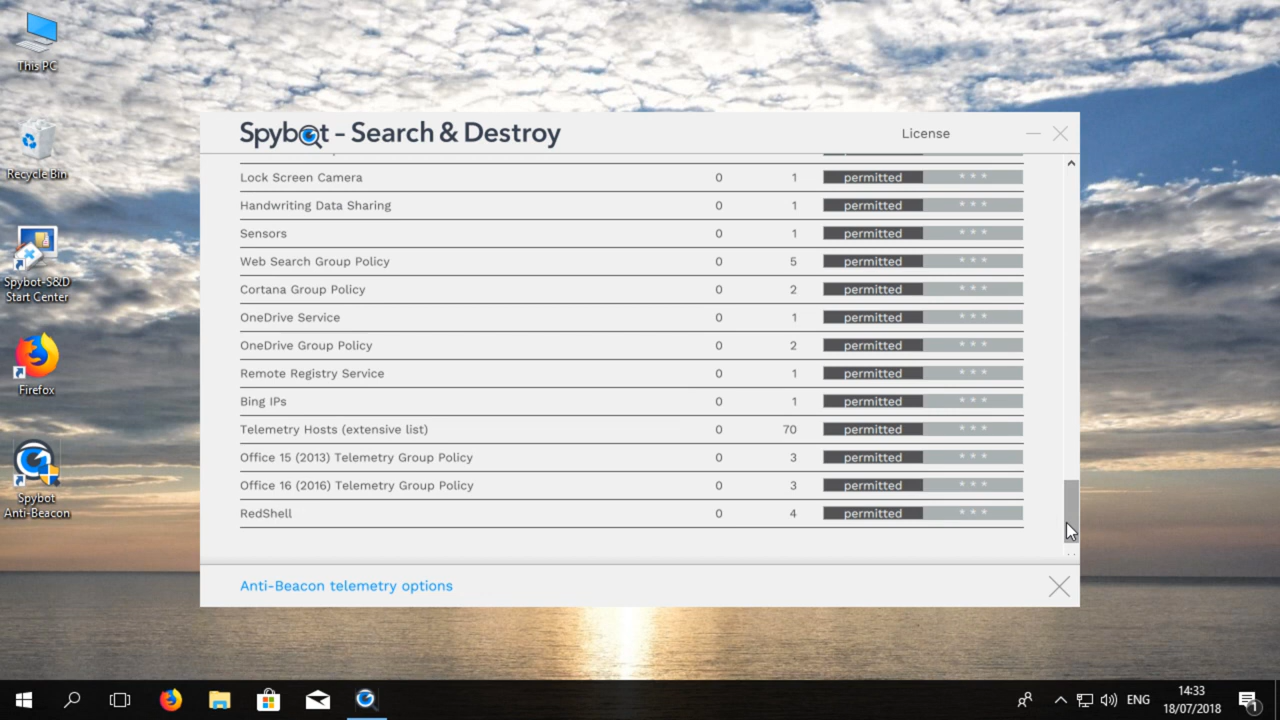 This PC
Recycle Bin
Spybot-S&D
Start Center
Firefox
Spybot
Anti-Beacon
Spybot - Search & Destroy
License
Lock Screen Camera 0 1 permitted * * *
Handwriting Data Sharing 0 1 permitted * * *
Sensors 0 1 permitted * * *
Web Search Group Policy 0 5 permitted * * *
Cortana Group Policy 0 2 permitted * * *
OneDrive Service 0 1 permitted * * *
OneDrive Group Policy 0 2 permitted * * *
Remote Registry Service 0 1 permitted * * *
Bing IPs 0 1 permitted * * *
Telemetry Hosts (extensive list) 0 70 permitted * * *
Office 15 (2013) Telemetry Group Policy 0 3 permitted * * *
Office 16 (2016) Telemetry Group Policy 0 3 permitted * * *
RedShell 0 4 permitted * * *
Anti-Beacon telemetry options
ENG
14:33
18/07/2018
1